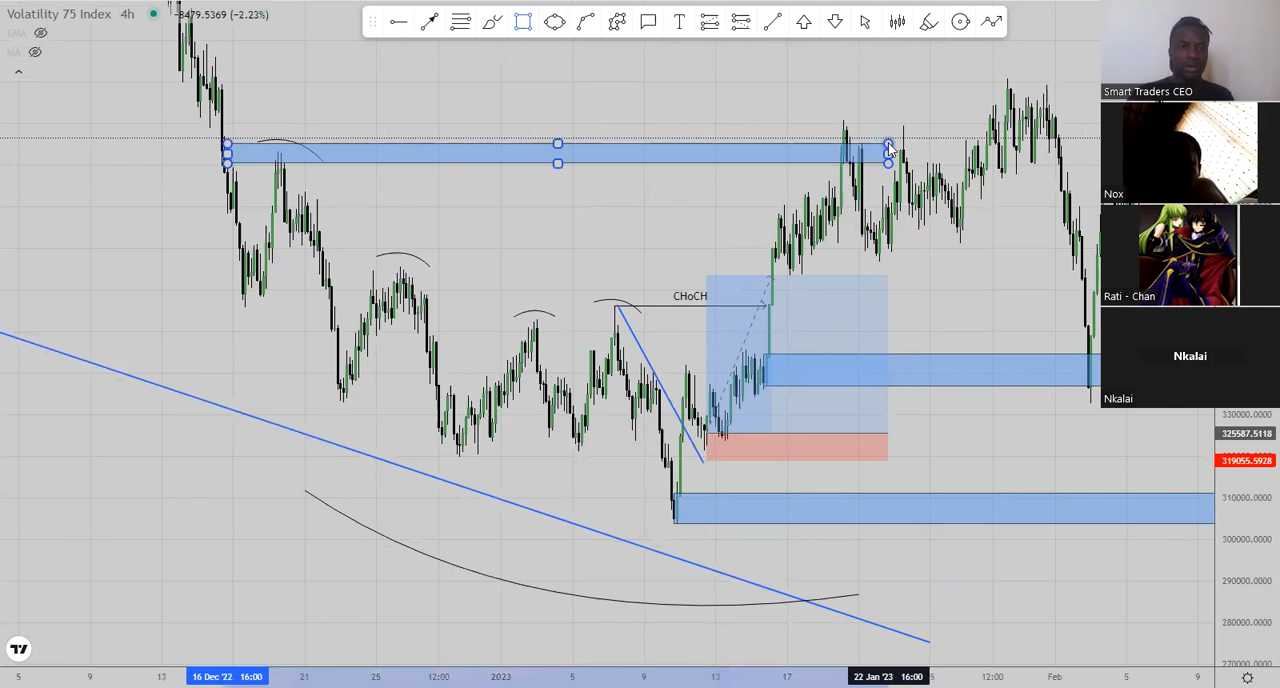 Volatility 75 Index 4h -8479.5369 (-2.23%)
EMA
MA
Smart Traders CEO
Nox
Rati - Chan
Nkalai
Nkalai
CHoCH
330000.0000
325587.5118
319055.5928
310000.0000
300000.0000
290000.0000
280000.0000
270000.0000
5 9 13 16 Dec '22 16:00 21 25 12:00 2023 5 9 13 17 22 Jan '23 16:00 5 12:00 Feb 5 9